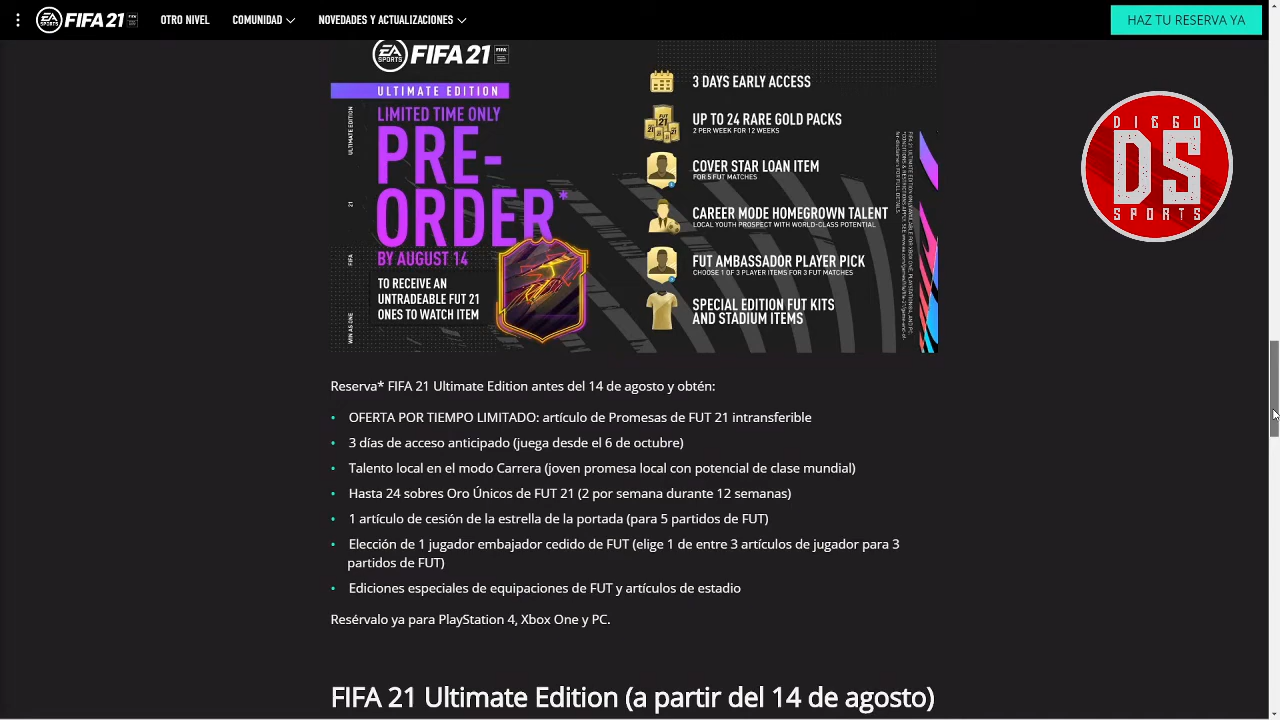 EA SPORTS FIFA 21
OTRO NIVEL
COMUNIDAD
NOVEDADES Y ACTUALIZACIONES
HAZ TU RESERVA YA
EA SPORTS FIFA 21
ULTIMATE EDITION
LIMITED TIME ONLY
PRE-
ORDER*
BY AUGUST 14
TO RECEIVE AN
UNTRADEABLE FUT 21
ONES TO WATCH ITEM
ULTIMATE EDITION
21
FIFA
WIN AS ONE
3 DAYS EARLY ACCESS
UP TO 24 RARE GOLD PACKS
2 PER WEEK FOR 12 WEEKS
COVER STAR LOAN ITEM
FOR 5 FUT MATCHES
CAREER MODE HOMEGROWN TALENT
LOCAL YOUTH PROSPECT WITH WORLD-CLASS POTENTIAL
FUT AMBASSADOR PLAYER PICK
CHOOSE 1 OF 3 PLAYER ITEMS FOR 3 FUT MATCHES
SPECIAL EDITION FUT KITS
AND STADIUM ITEMS
DIEGO
DS
SPORTS
Reserva* FIFA 21 Ultimate Edition antes del 14 de agosto y obtén:
• OFERTA POR TIEMPO LIMITADO: artículo de Promesas de FUT 21 intransferible
• 3 días de acceso anticipado (juega desde el 6 de octubre)
• Talento local en el modo Carrera (joven promesa local con potencial de clase mundial)
• Hasta 24 sobres Oro Únicos de FUT 21 (2 por semana durante 12 semanas)
• 1 artículo de cesión de la estrella de la portada (para 5 partidos de FUT)
• Elección de 1 jugador embajador cedido de FUT (elige 1 de entre 3 artículos de jugador para 3
partidos de FUT)
• Ediciones especiales de equipaciones de FUT y artículos de estadio
Resérvalo ya para PlayStation 4, Xbox One y PC.
FIFA 21 Ultimate Edition (a partir del 14 de agosto)